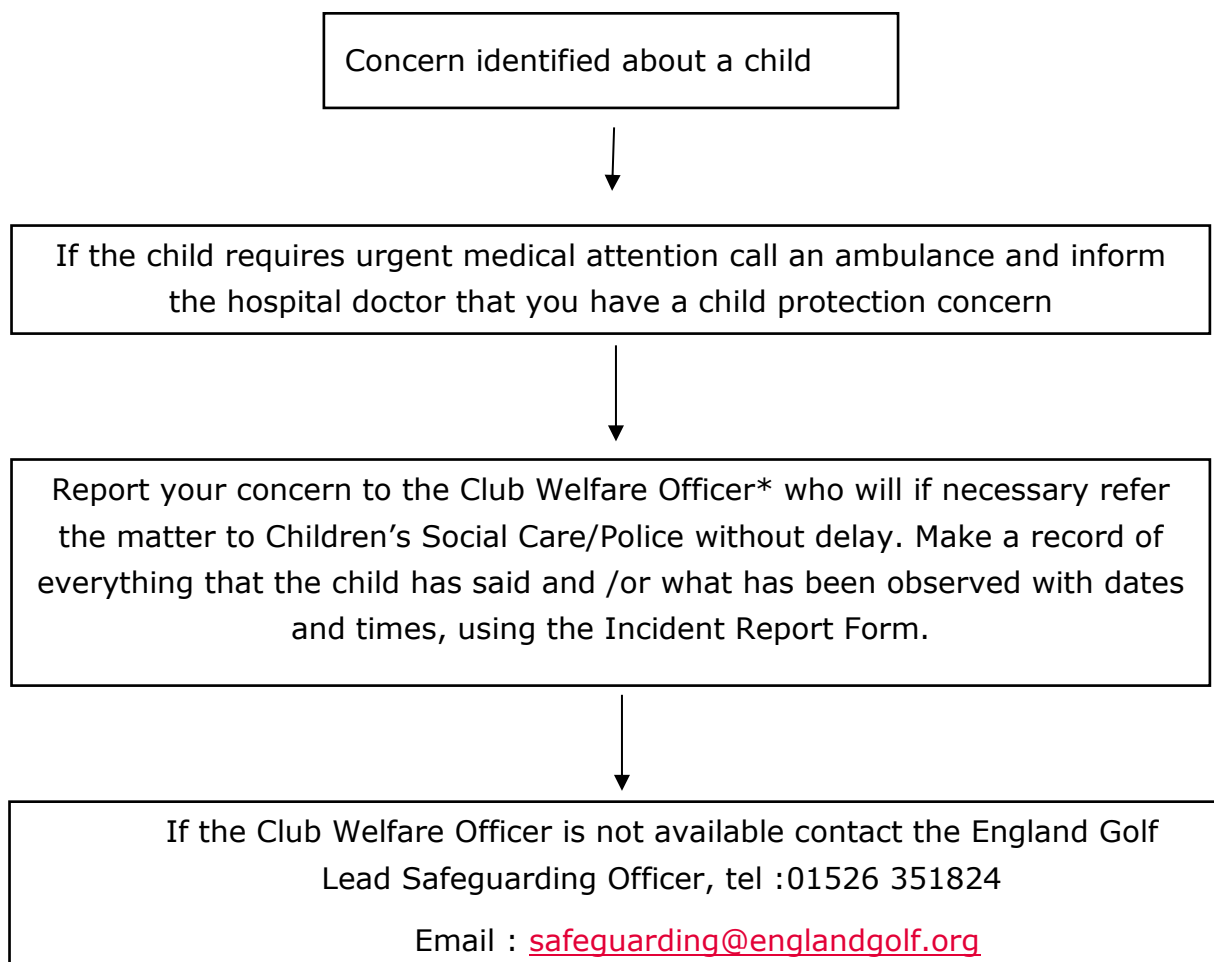 Concern identified about a child
If the child requires urgent medical attention call an ambulance and inform
the hospital doctor that you have a child protection concern
Report your concern to the Club Welfare Officer* who will if necessary refer
the matter to Children’s Social Care/Police without delay. Make a record of
everything that the child has said and /or what has been observed with dates
and times, using the Incident Report Form.
If the Club Welfare Officer is not available contact the England Golf
Lead Safeguarding Officer, tel :01526 351824
Email : safeguarding@englandgolf.org